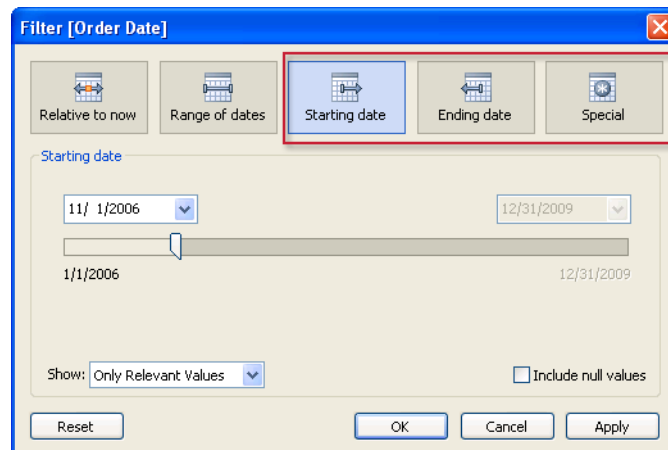 Filter [Order Date]
Relative to now
Range of dates
Starting date
Ending date
Special
Starting date
11/ 1/2006
12/31/2009
1/1/2006
12/31/2009
Show: Only Relevant Values
Include null values
Reset
OK
Cancel
Apply